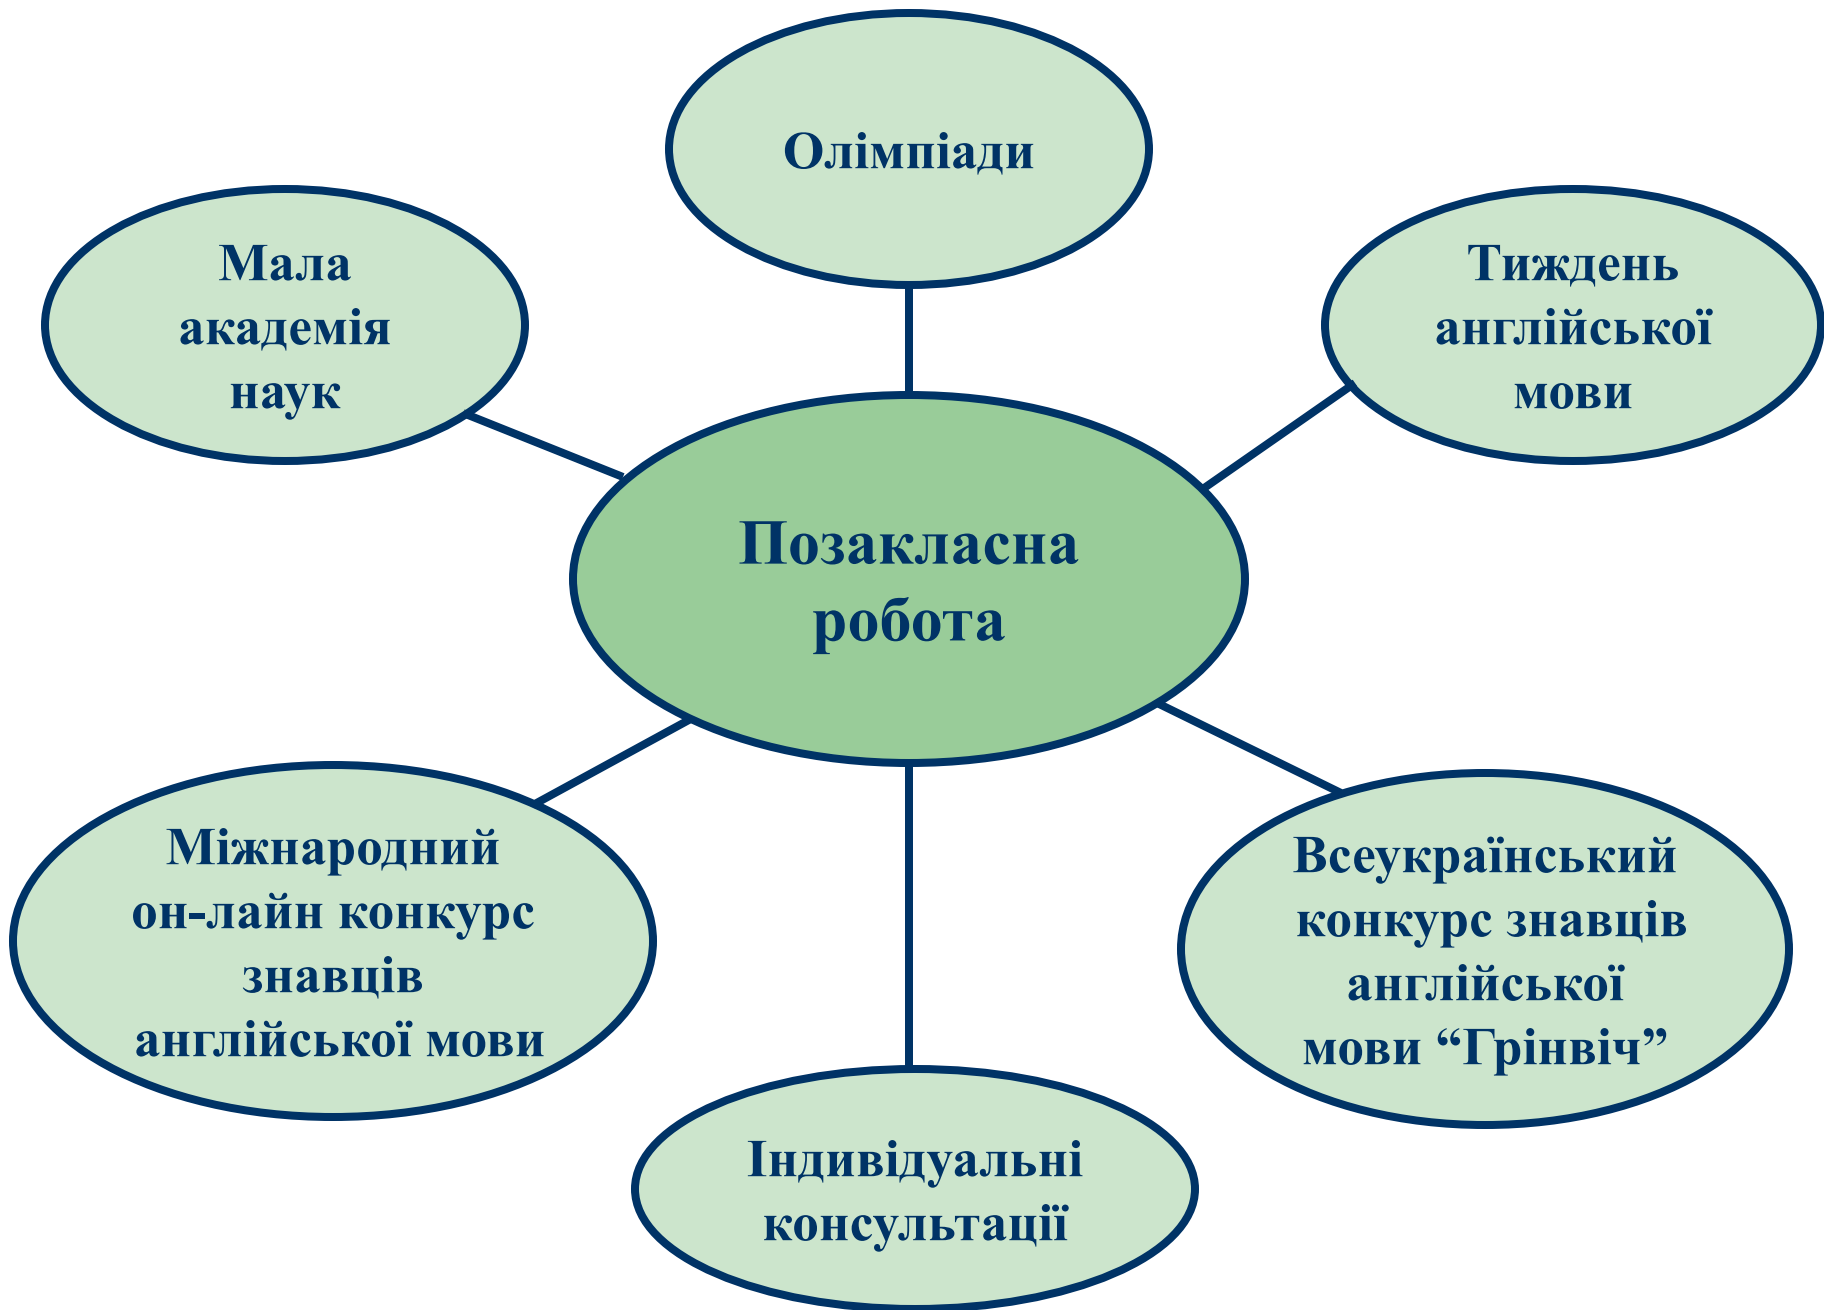 Олімпіади
Мала
академія
наук
Тиждень
англійської
мови
Позакласна
робота
Міжнародний
он-лайн конкурс
знавців
англійської мови
Всеукраїнський
конкурс знавців
англійської
мови “Грінвіч”
Індивідуальні
консультації